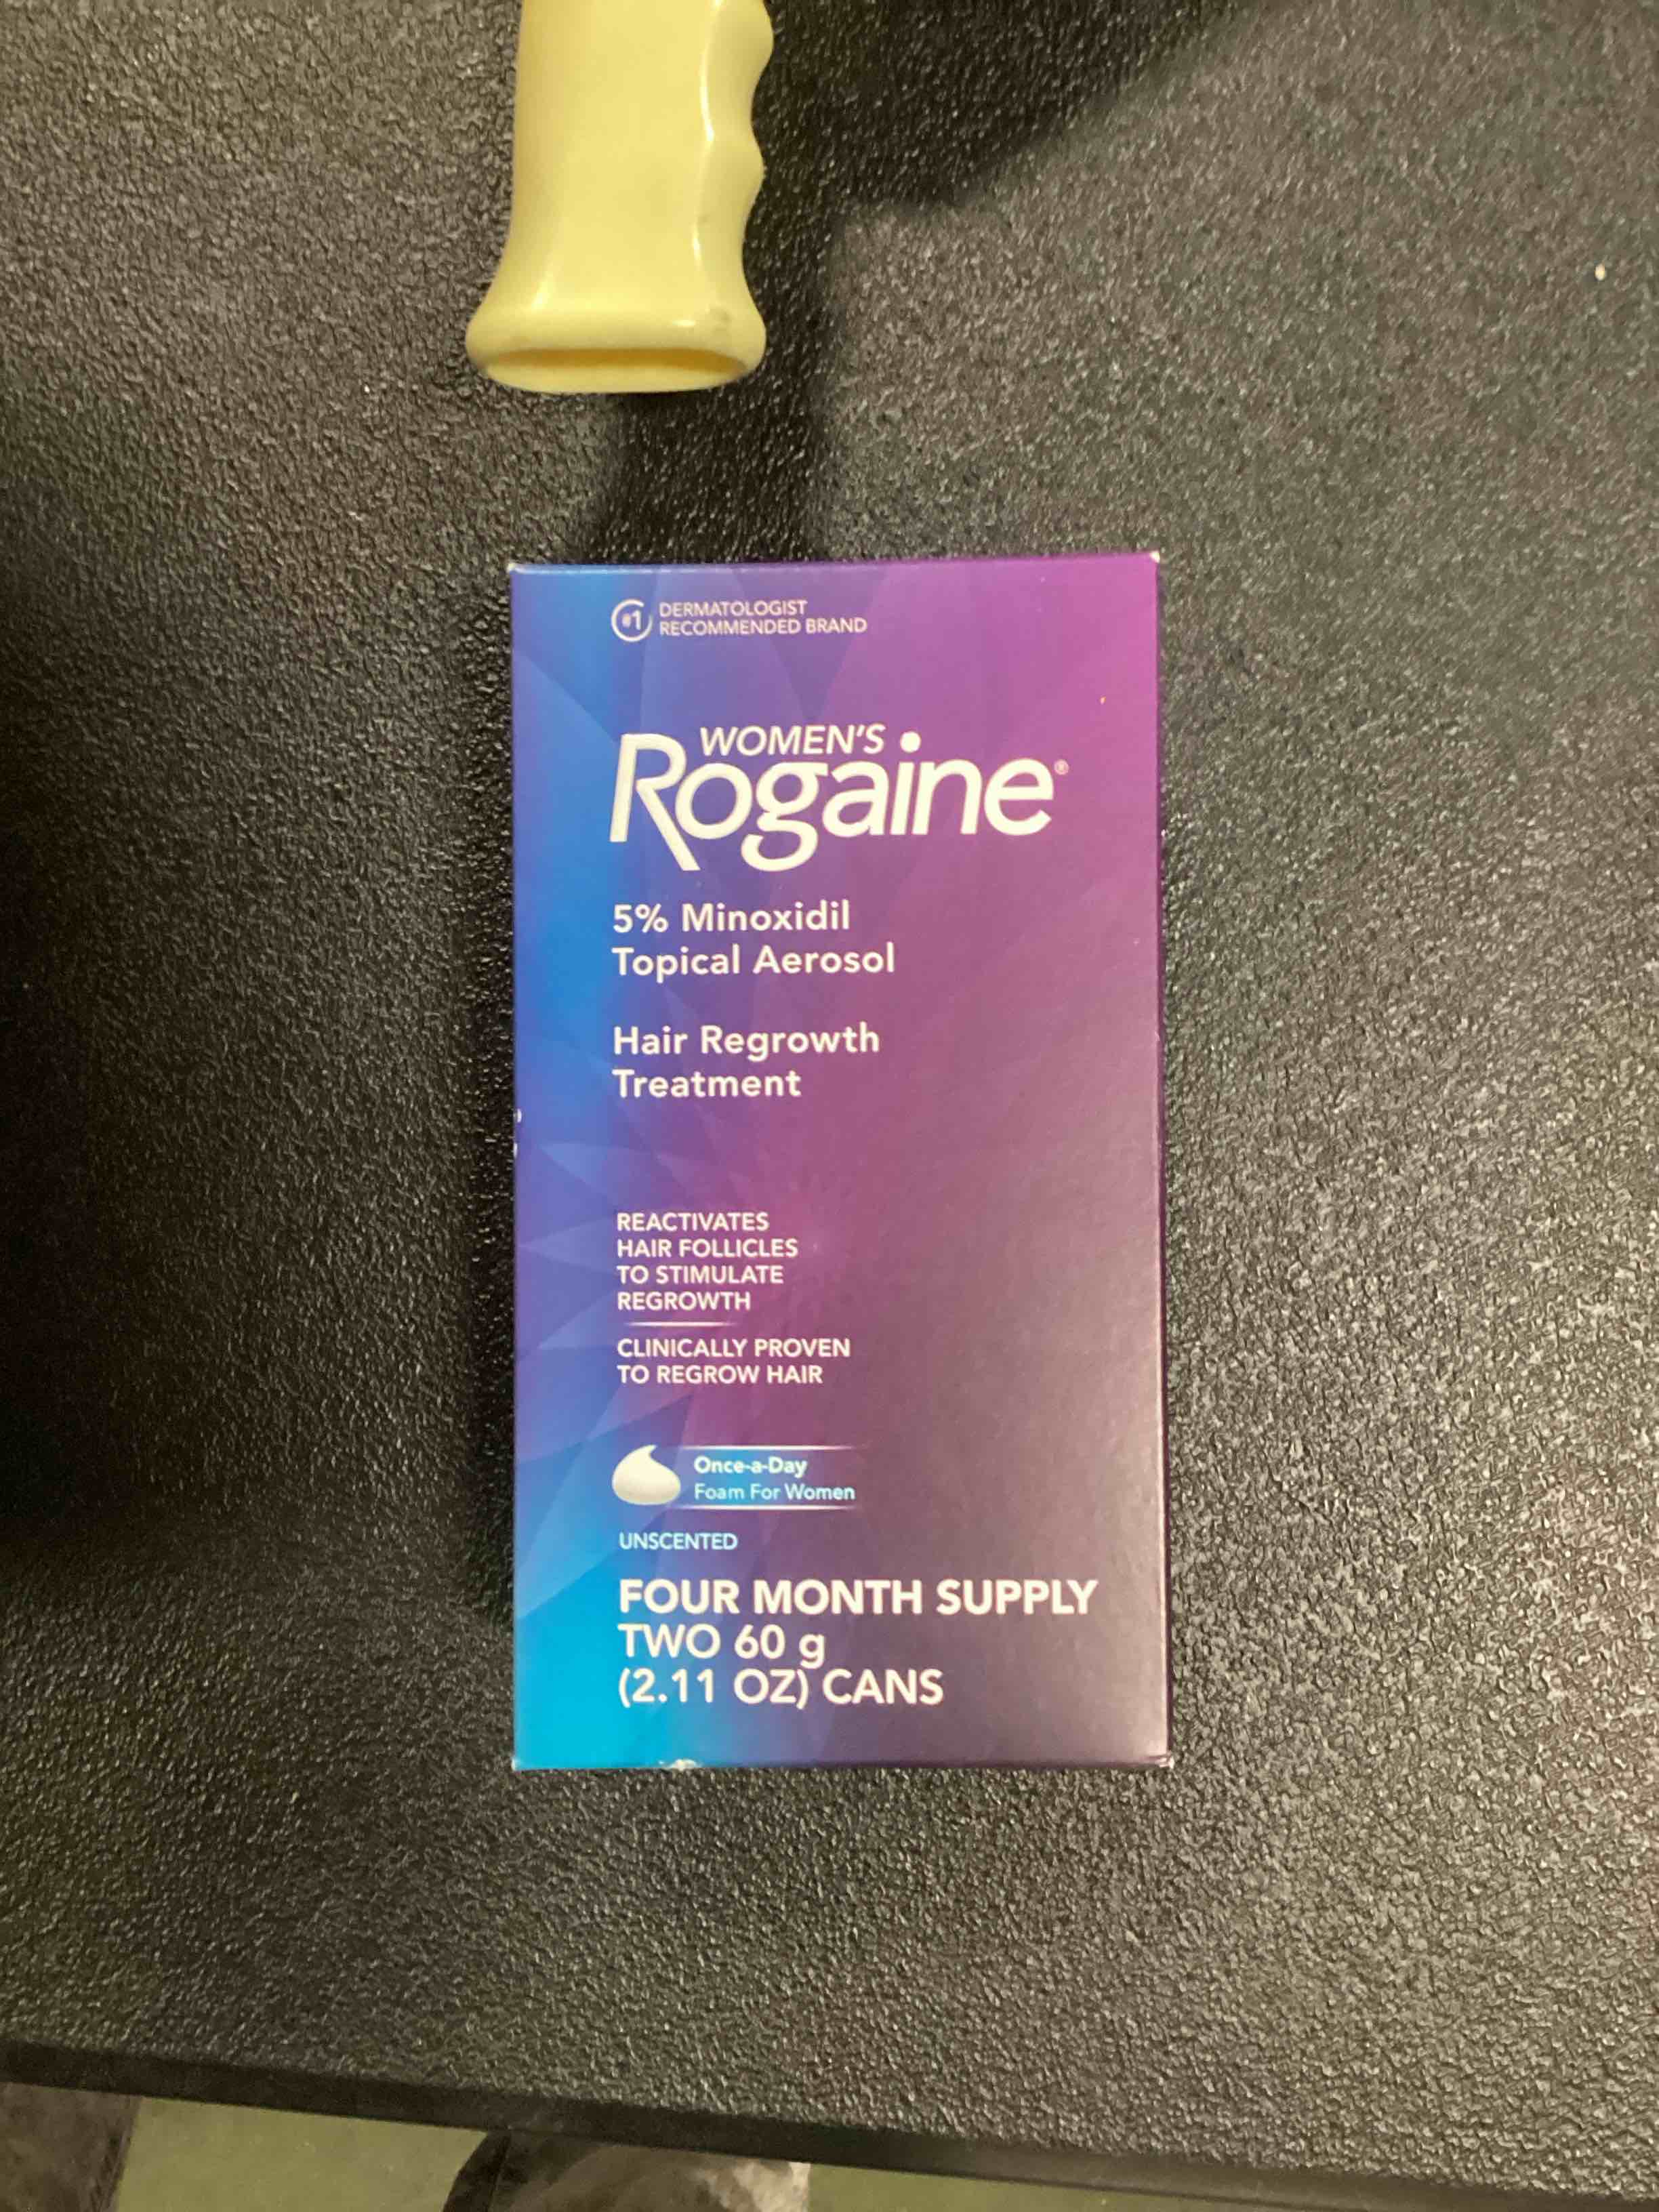 #1 DERMATOLOGIST
RECOMMENDED BRAND
WOMEN'S
Rogaine®
5% Minoxidil
Topical Aerosol
Hair Regrowth
Treatment
REACTIVATES
HAIR FOLLICLES
TO STIMULATE
REGROWTH
CLINICALLY PROVEN
TO REGROW HAIR
Once-a-Day
Foam For Women
UNSCENTED
FOUR MONTH SUPPLY
TWO 60 g
(2.11 OZ) CANS